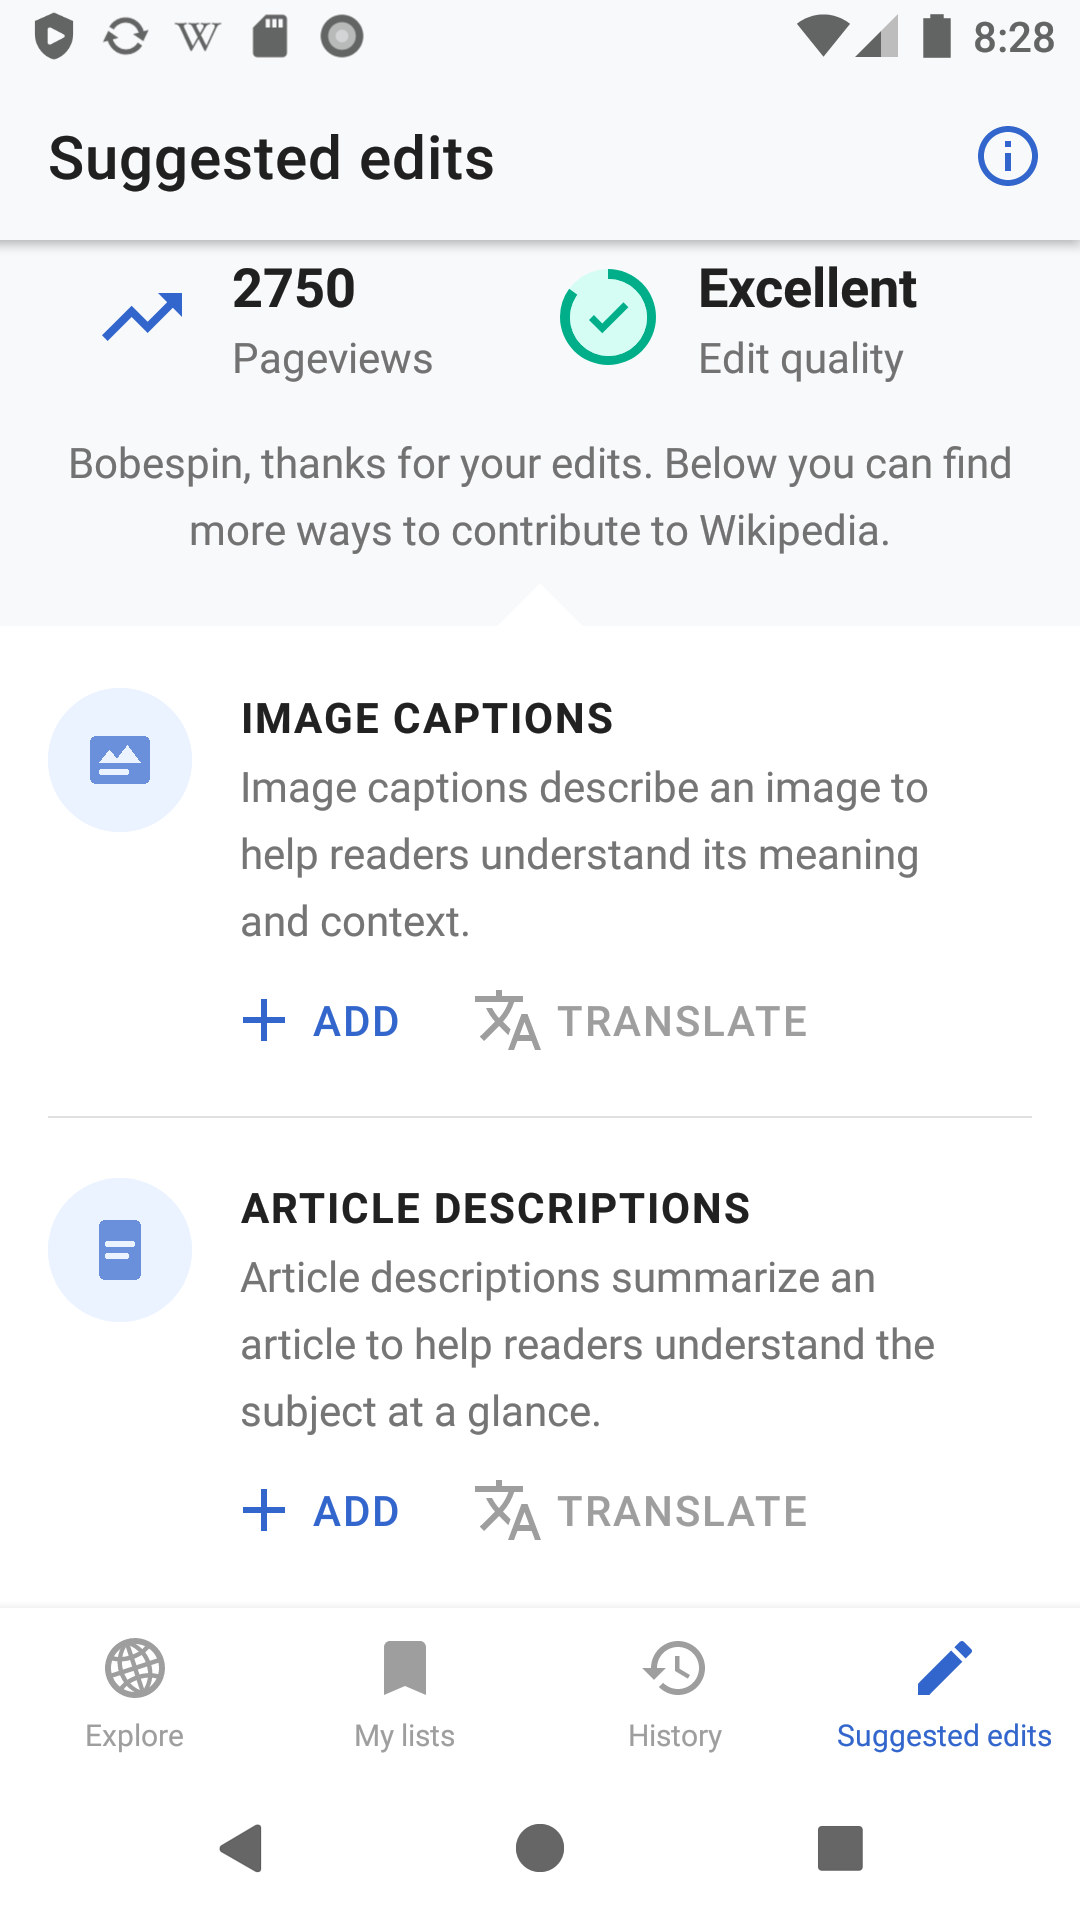 8:28
Suggested edits
2750
Pageviews
Excellent
Edit quality
Bobespin, thanks for your edits. Below you can find
more ways to contribute to Wikipedia.
IMAGE CAPTIONS
Image captions describe an image to
help readers understand its meaning
and context.
ADD
TRANSLATE
ARTICLE DESCRIPTIONS
Article descriptions summarize an
article to help readers understand the
subject at a glance.
ADD
TRANSLATE
Explore
My lists
History
Suggested edits